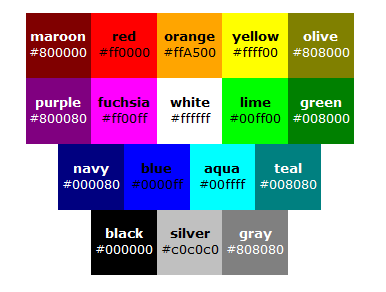 maroon red orange yellow olive
#800000 #ff0000 #ffA500 #ffff00 #808000
purple fuchsia white lime green
#800080 #ff00ff #ffffff #00ff00 #008000
navy blue aqua teal
#000080 #0000ff #00ffff #008080
black silver gray
#000000 #c0c0c0 #808080